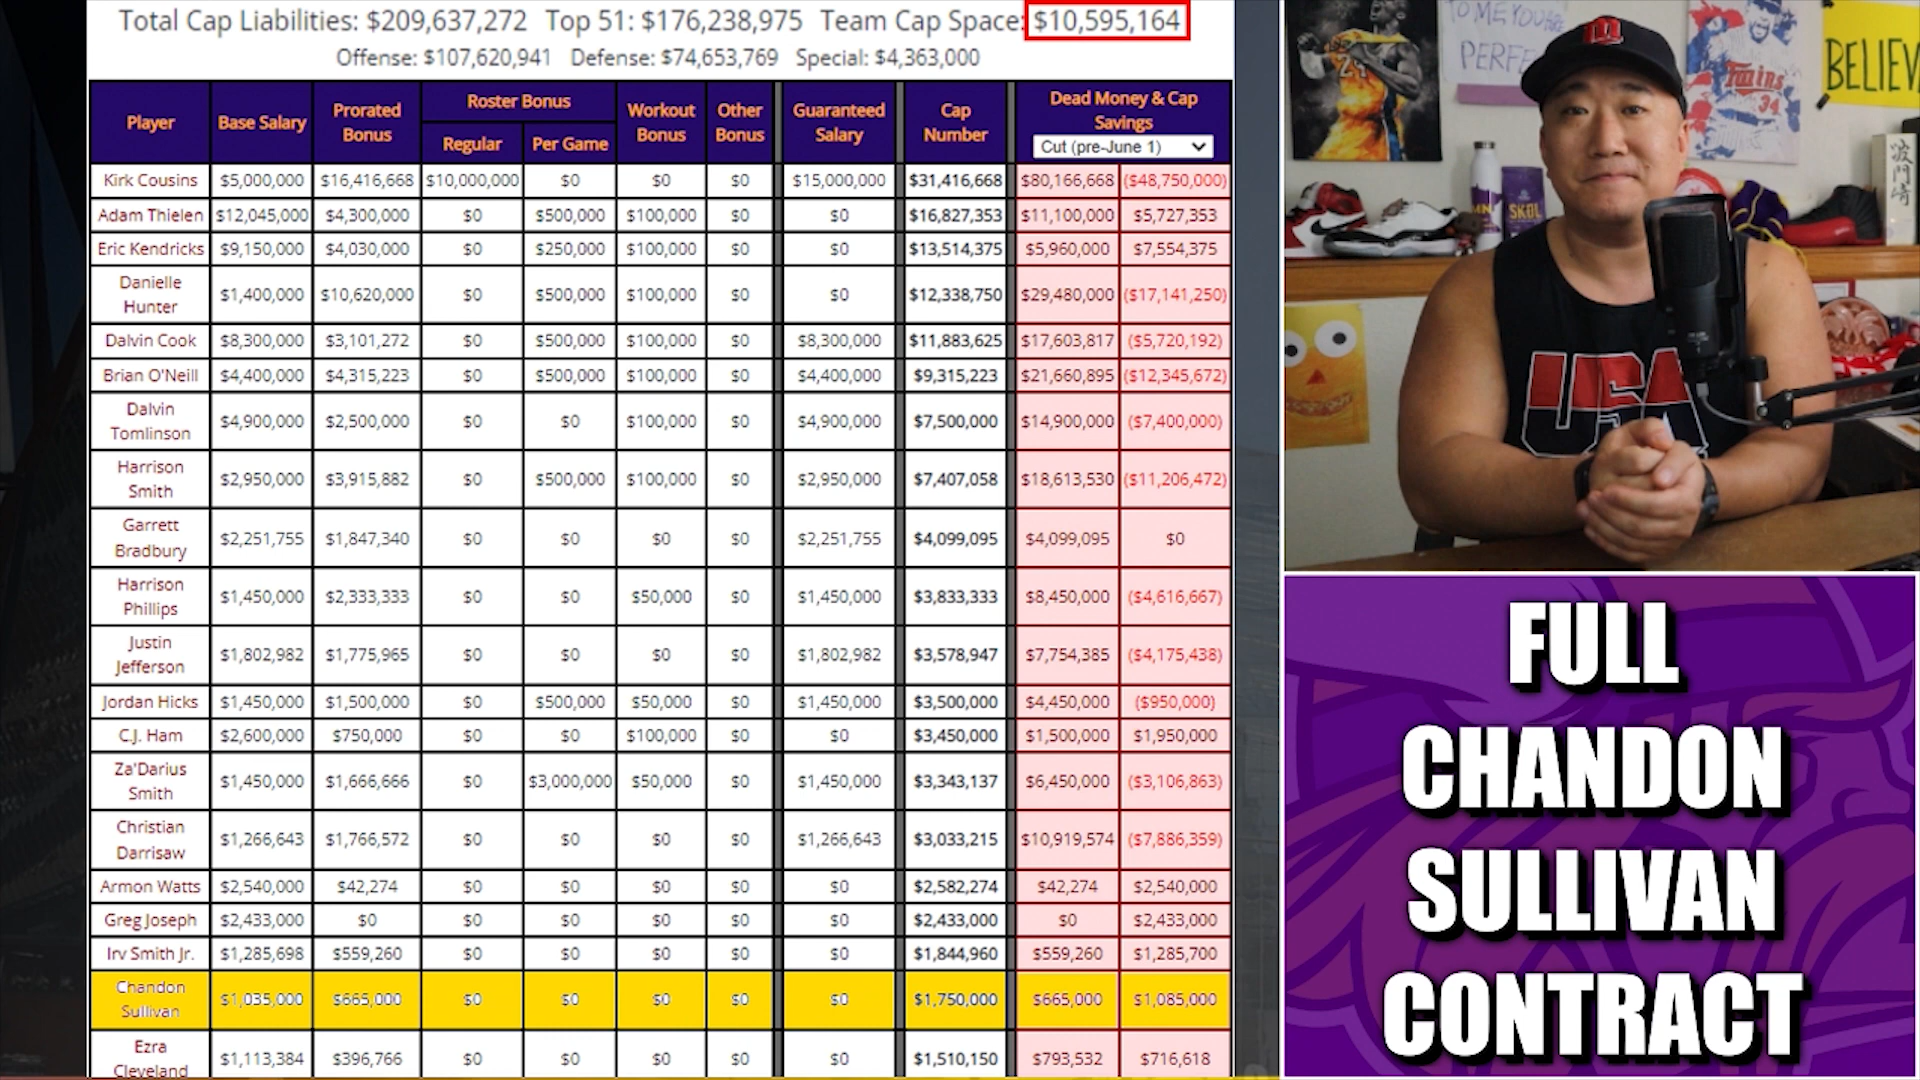 Total Cap Liabilities: $209,637,272 Top 51: $176,238,975 Team Cap Space: $10,595,164
Offense: $107,620,941 Defense: $74,653,769 Special: $4,363,000
Player Base Salary Prorated Bonus Roster Bonus Regular Per Game Workout Bonus Other Bonus Guaranteed Salary Cap Number Dead Money & Cap Savings
Cut (pre-June 1)
Kirk Cousins $5,000,000 $16,416,668 $10,000,000 $0 $0 $0 $15,000,000 $31,416,668 $80,166,668 ($48,750,000)
Adam Thielen $12,045,000 $4,300,000 $0 $500,000 $100,000 $0 $0 $16,827,353 $11,100,000 $5,727,353
Eric Kendricks $9,150,000 $4,030,000 $0 $250,000 $100,000 $0 $0 $13,514,375 $5,960,000 $7,554,375
Danielle Hunter $1,400,000 $10,620,000 $0 $500,000 $100,000 $0 $0 $12,338,750 $29,480,000 ($17,141,250)
Dalvin Cook $8,300,000 $3,101,272 $0 $500,000 $100,000 $0 $8,300,000 $11,883,625 $17,603,817 ($5,720,192)
Brian O'Neill $4,400,000 $4,315,223 $0 $500,000 $100,000 $0 $4,400,000 $9,315,223 $21,660,895 ($12,345,672)
Dalvin Tomlinson $4,900,000 $2,500,000 $0 $0 $100,000 $0 $4,900,000 $7,500,000 $14,900,000 ($7,400,000)
Harrison Smith $2,950,000 $3,915,882 $0 $500,000 $100,000 $0 $2,950,000 $7,407,058 $18,613,530 ($11,206,472)
Garrett Bradbury $2,251,755 $1,847,340 $0 $0 $0 $0 $2,251,755 $4,099,095 $4,099,095 $0
Harrison Phillips $1,450,000 $2,333,333 $0 $0 $50,000 $0 $1,450,000 $3,833,333 $8,450,000 ($4,616,667)
Justin Jefferson $1,802,982 $1,775,965 $0 $0 $0 $0 $1,802,982 $3,578,947 $7,754,385 ($4,175,438)
Jordan Hicks $1,450,000 $1,500,000 $0 $500,000 $50,000 $0 $1,450,000 $3,500,000 $4,450,000 ($950,000)
C.J. Ham $2,600,000 $750,000 $0 $0 $100,000 $0 $0 $3,450,000 $1,500,000 $1,950,000
Za'Darius Smith $1,450,000 $1,666,666 $0 $3,000,000 $50,000 $0 $1,450,000 $3,343,137 $6,450,000 ($3,106,863)
Christian Darrisaw $1,266,643 $1,766,572 $0 $0 $0 $0 $1,266,643 $3,033,215 $10,919,574 ($7,886,359)
Armon Watts $2,540,000 $42,274 $0 $0 $0 $0 $0 $2,582,274 $42,274 $2,540,000
Greg Joseph $2,433,000 $0 $0 $0 $0 $0 $0 $2,433,000 $0 $2,433,000
Irv Smith Jr. $1,285,698 $559,260 $0 $0 $0 $0 $0 $1,844,960 $559,260 $1,285,700
Chandon Sullivan $1,035,000 $665,000 $0 $0 $0 $0 $0 $1,750,000 $665,000 $1,085,000
Ezra Cleveland $1,113,384 $396,766 $0 $0 $0 $0 $0 $1,510,150 $793,532 $716,618
TO ME YOU ARE
PERFE
Twins
34
BELIEV
24
M
SKOL
波
門
崎
USA
FULL
CHANDON
SULLIVAN
CONTRACT